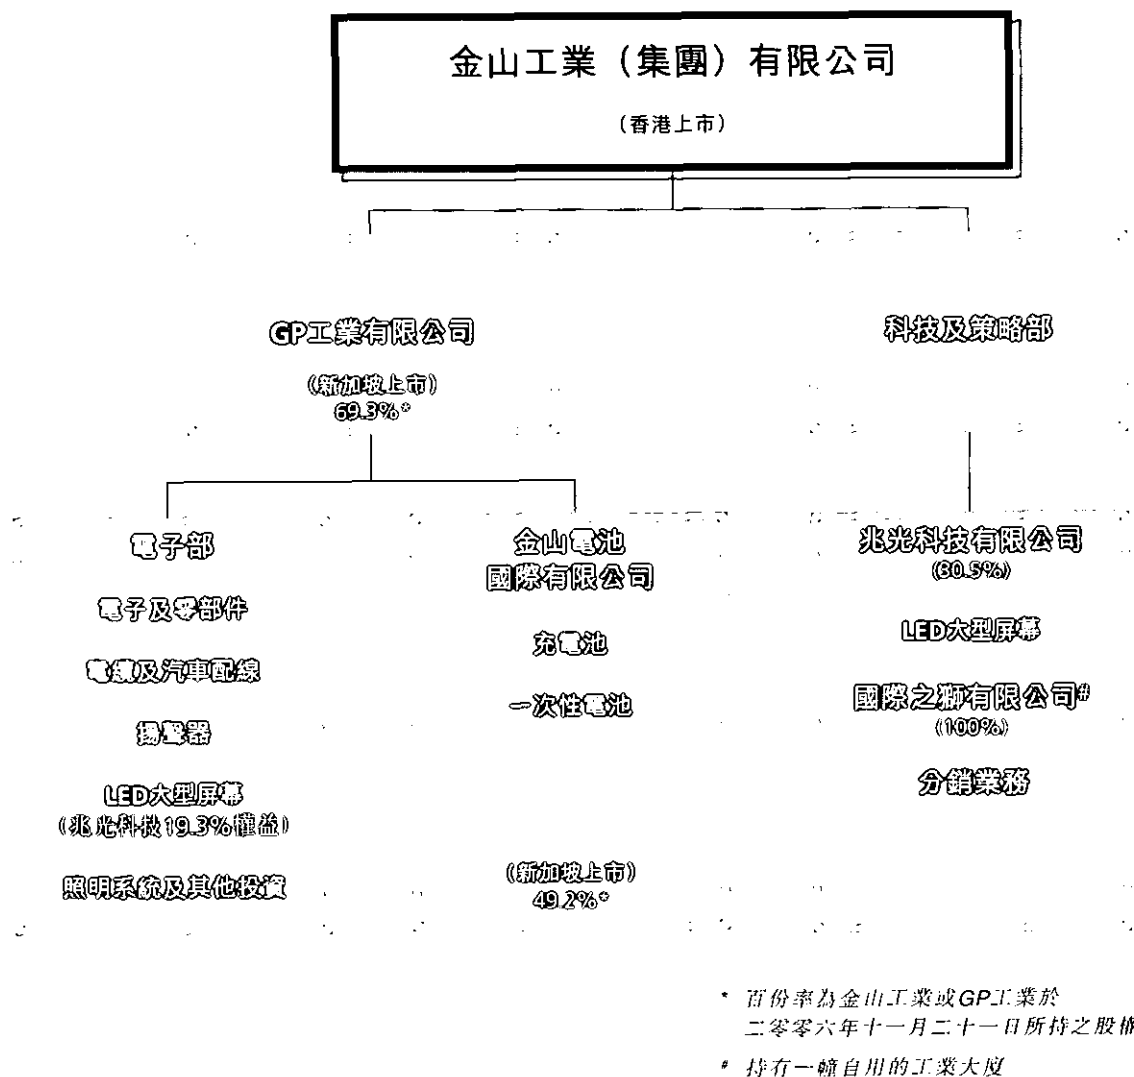 金山工業（集團）有限公司
（香港上市）
GP工業有限公司
（新加坡上市）
69.3%*
科技及策略部
電子部
電子及零部件
電纜及汽車配線
揚聲器
LED大型屏幕
（兆光科技19.3%權益）
照明系統及其他投資
金山電池
國際有限公司
充電池
一次性電池
（新加坡上市）
49.2%*
兆光科技有限公司
LED大型屏幕
國際之獅有限公司#
(100%)
分銷業務
* 百份率為金山工業或GP工業於
二零零六年十一月二十一日所持之股
# 持有一幢自用的工業大廈